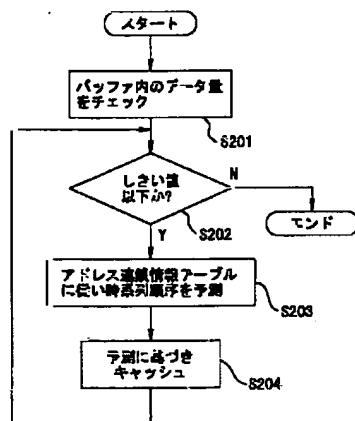 スタート
バッファ内のデータ量
をチェック
S201
しきい値
以下か?
N
S202
エンド
Y
アドレス連鎖情報テーブル
に従い時系列順序を予測
S203
予測に基づき
キャッシュ
S204